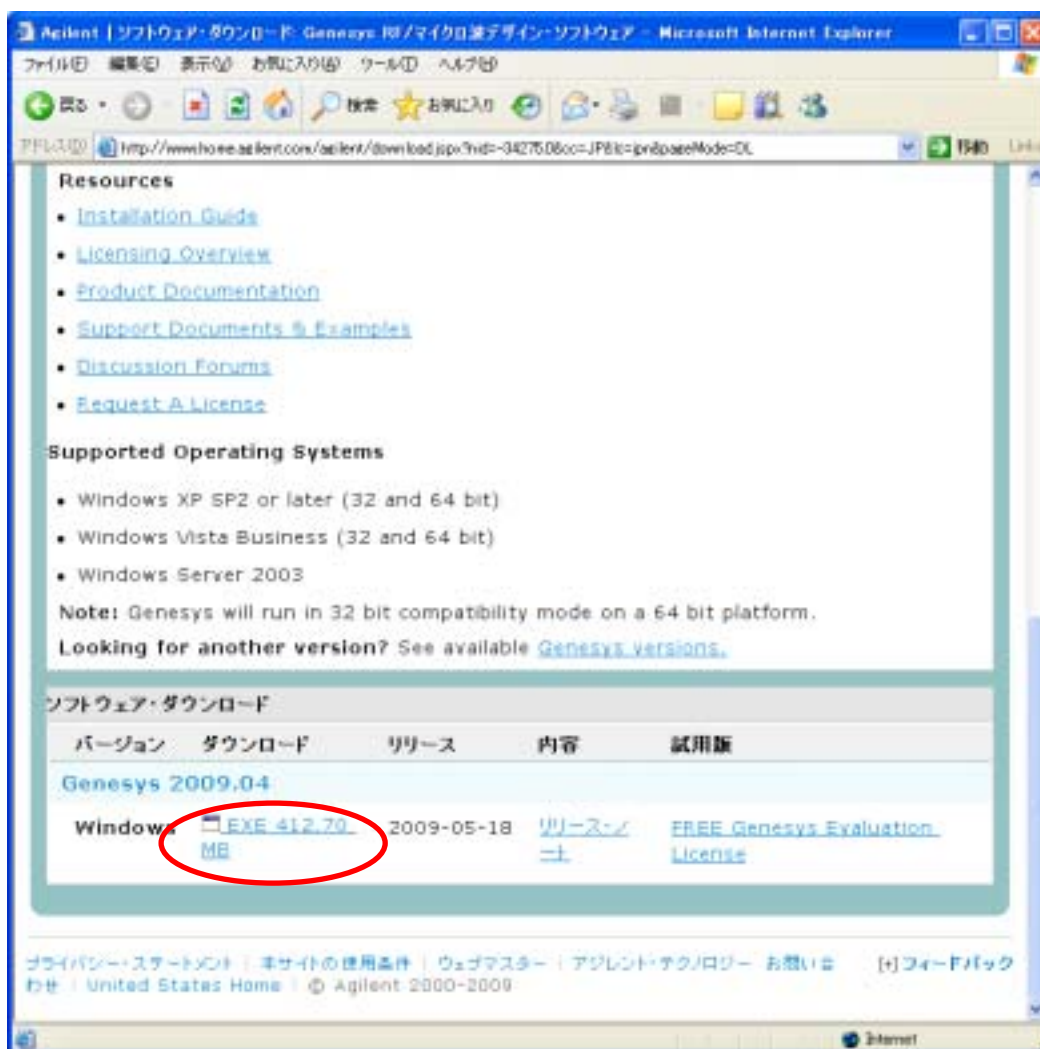 Agilent | ソフトウェア・ダウンロード: Genesys RF/マイクロ波デザイン・ソフトウェア - Microsoft Internet Explorer
ファイル(F) 編集(E) 表示(V) お気に入り(A) ツール(T) ヘルプ(H)
戻る 検索 お気に入り
アドレス(D) 移動
Resources
• Installation Guide
• Licensing Overview
• Product Documentation
• Support Documents & Examples
• Discussion Forums
• Request A License
Supported Operating Systems
• Windows XP SP2 or later (32 and 64 bit)
• Windows Vista Business (32 and 64 bit)
• Windows Server 2003
Note: Genesys will run in 32 bit compatibility mode on a 64 bit platform.
Looking for another version? See available Genesys versions.
ソフトウェア・ダウンロード
バージョン ダウンロード リリース 内容 試用版
Genesys 2009.04
Windows EXE 412.70 2009-05-18 リリース・ノ FREE Genesys Evaluation
MB ート License
プライバシー・ステートメント | 本サイトの使用条件 | ウェブマスター | アジレント・テクノロジー お問い合 [+] フィードバック
わせ | United States Home | © Agilent 2000-2009
Internet